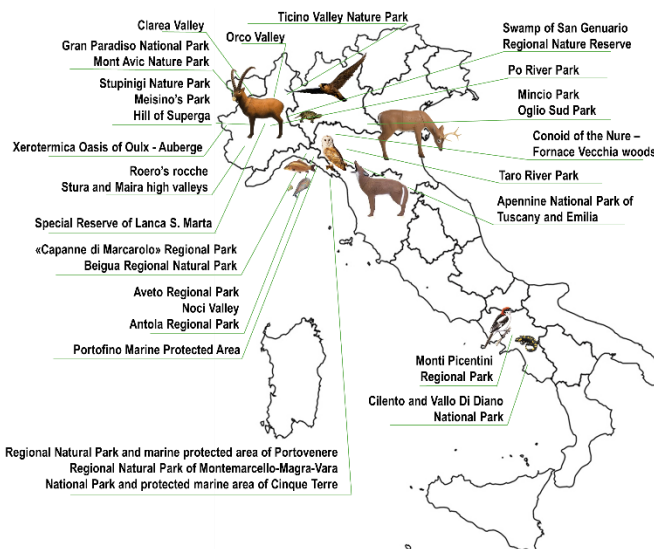 Clarea Valley
Gran Paradiso National Park
Mont Avic Nature Park
Stupinigi Nature Park
Meisino's Park
Hill of Superga
Xerotermica Oasis of Oulx - Auberge
Roero's rocche
Stura and Maira high valleys
Special Reserve of Lanca S. Marta
«Capanne di Marcarolo» Regional Park
Beigua Regional Natural Park
Aveto Regional Park
Noci Valley
Antola Regional Park
Portofino Marine Protected Area
Regional Natural Park and marine protected area of Portovenere
Regional Natural Park of Montemarcello-Magra-Vara
National Park and protected marine area of Cinque Terre
Orco Valley
Ticino Valley Nature Park
Swamp of San Genuario
Regional Nature Reserve
Po River Park
Mincio Park
Oglio Sud Park
Conoid of the Nure –
Fornace Vecchia woods
Taro River Park
Apennine National Park of
Tuscany and Emilia
Monti Picentini
Regional Park
Cilento and Vallo Di Diano
National Park